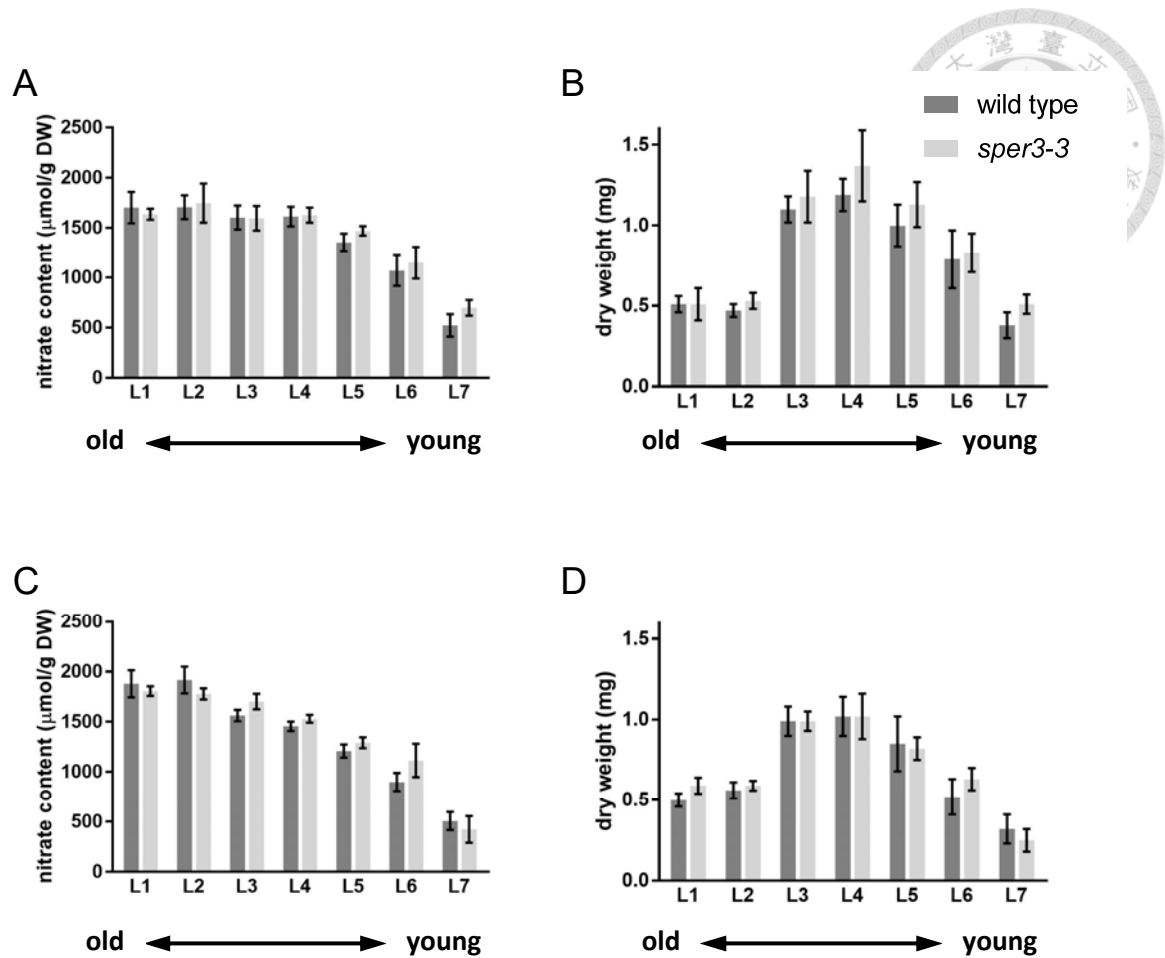 大 灣 臺 立
A
B
wild type
sper3-3
nitrate content (µmol/g DW)
2500
2000
1500
1000
500
0
L1 L2 L3 L4 L5 L6 L7
old young
dry weight (mg)
1.5
1.0
0.5
0.0
L1 L2 L3 L4 L5 L6 L7
old young
C
D
nitrate content (µmol/g DW)
2500
2000
1500
1000
500
0
L1 L2 L3 L4 L5 L6 L7
old young
dry weight (mg)
1.5
1.0
0.5
0.0
L1 L2 L3 L4 L5 L6 L7
old young